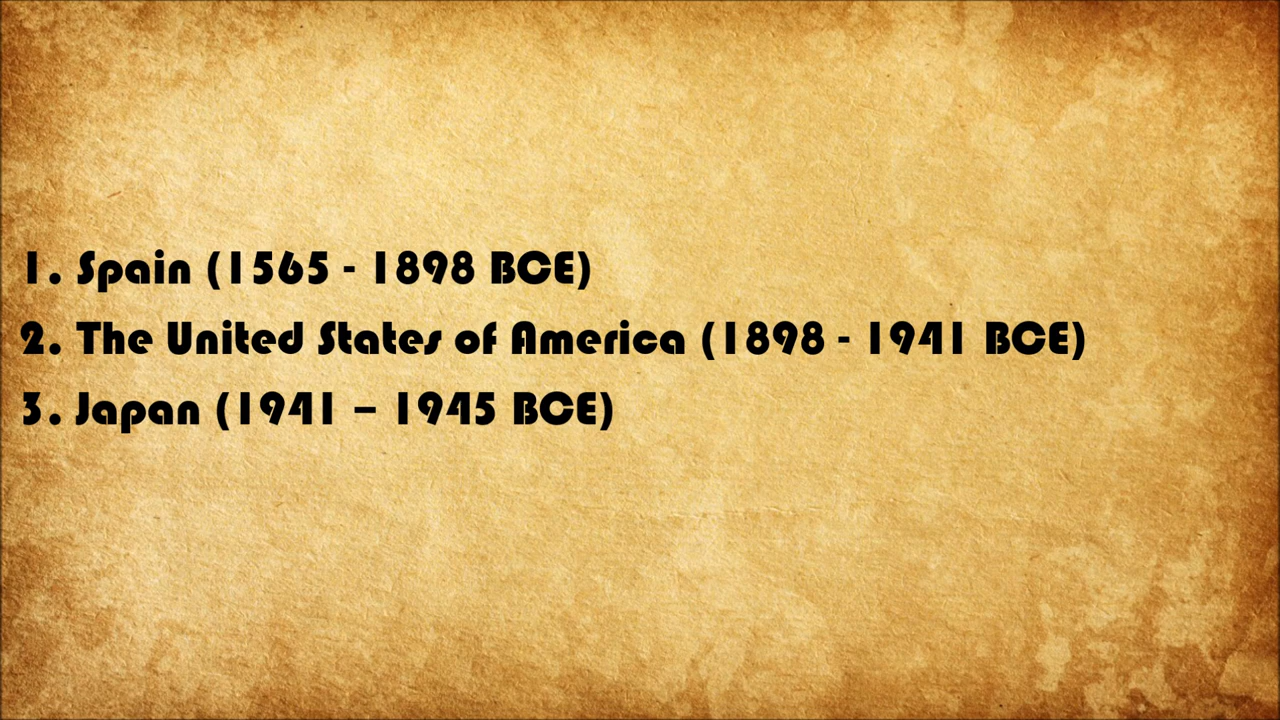 1. Spain (1565 - 1898 BCE)
2. The United States of America (1898 - 1941 BCE)
3. Japan (1941 – 1945 BCE)